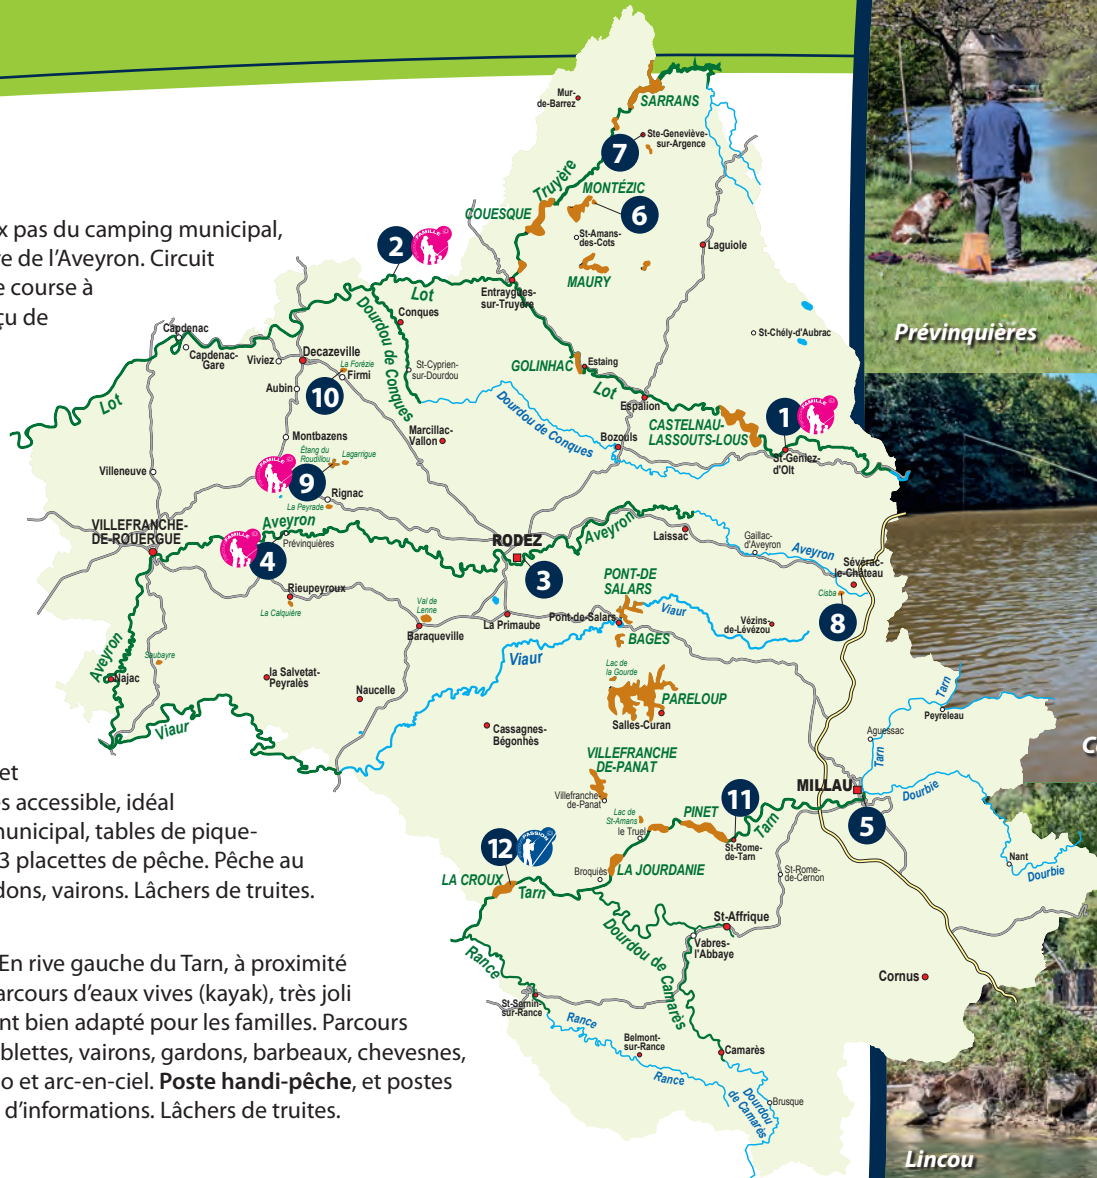 x pas du camping municipal,
re de l’Aveyron. Circuit
e course à
çu de
et
es accessible, idéal
municipal, tables de pique-
3 placettes de pêche. Pêche au
dons, vairons. Lâchers de truites.
En rive gauche du Tarn, à proximité
arcours d’eaux vives (kayak), très joli
nt bien adapté pour les familles. Parcours
blettes, vairons, gardons, barbeaux, chevesnes,
o et arc-en-ciel. Poste handi-pêche, et postes
d’informations. Lâchers de truites.
Mur-
de-Barrez
SARRANS
Ste-Geneviève-
sur-Argence
7
Truyère
MONTÉZIC
6
COUESQUE
St-Amans-
des-Cots
2
FAMILLE
Laguiole
MAURY
Lot
Entraygues-
sur-Truyère
Conques
Dourdou de Conques
St-Chély-d'Aubrac
Capdenac
Capdenac-
Gare
Viviez
Decazeville
La Forézie
Firmi
Aubin
10
St-Cyprien-
sur-Dourdou
GOLINHAC
Estaing
Lot
Espalion
Lot
CASTELNAU-
LASSOUTS-LOUS
1
FAMILLE
St-Geniez-
d'Olt
Dourdou de Conques
Bozouls
Marcillac-
Vallon
Montbazens
Étang du
Roudillou
Lagarrigue
Villeneuve
FAMILLE
9
Rignac
La Peyrade
VILLEFRANCHE-
DE-ROUERGUE
Aveyron
Prévinquières
FAMILLE
4
RODEZ
3
Aveyron
Laissac
Gaillac-
d'Aveyron
Aveyron
Sévérac-
le-Château
Cisba
8
Rieupeyroux
La Calquière
Val de
Lenne
Baraqueville
La Primaube
PONT-DE
SALARS
Pont-de-Salars
Viaur
Vézins-
de-Lévézou
BAGES
Viaur
Aveyron
Saubayre
Najac
la Salvetat-
Peyralès
Naucelle
Viaur
Lac de
la Gourde
PARELOUP
Salles-Curan
Cassagnes-
Bégonhès
Tarn
Peyreleau
Aguessac
Tarn
VILLEFRANCHE
DE-PANAT
Villefranche-
de-Panat
MILLAU
Dourbie
5
Lac de
St-Amans
le Truel
PINET
11
Tarn
St-Rome-
de-Tarn
12
PASSION
Broquiès
LA JOURDANIE
St-Rome-
de-Cernon
Nant
Dourbie
LA CROUX
Tarn
St-Affrique
Vabres-
l'Abbaye
Dourdou de Camarès
Rance
Cornus
St-Sernin-
sur-Rance
Rance
Belmont-
sur-Rance
Camarès
Rance
Dourdou
de Camarès
Brusque
Prévinquières
Lincou